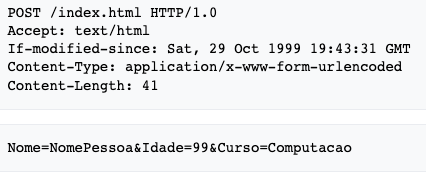 POST /index.html HTTP/1.0
Accept: text/html
If-modified-since: Sat, 29 Oct 1999 19:43:31 GMT
Content-Type: application/x-www-form-urlencoded
Content-Length: 41
Nome=NomePessoa&Idade=99&Curso=Computacao